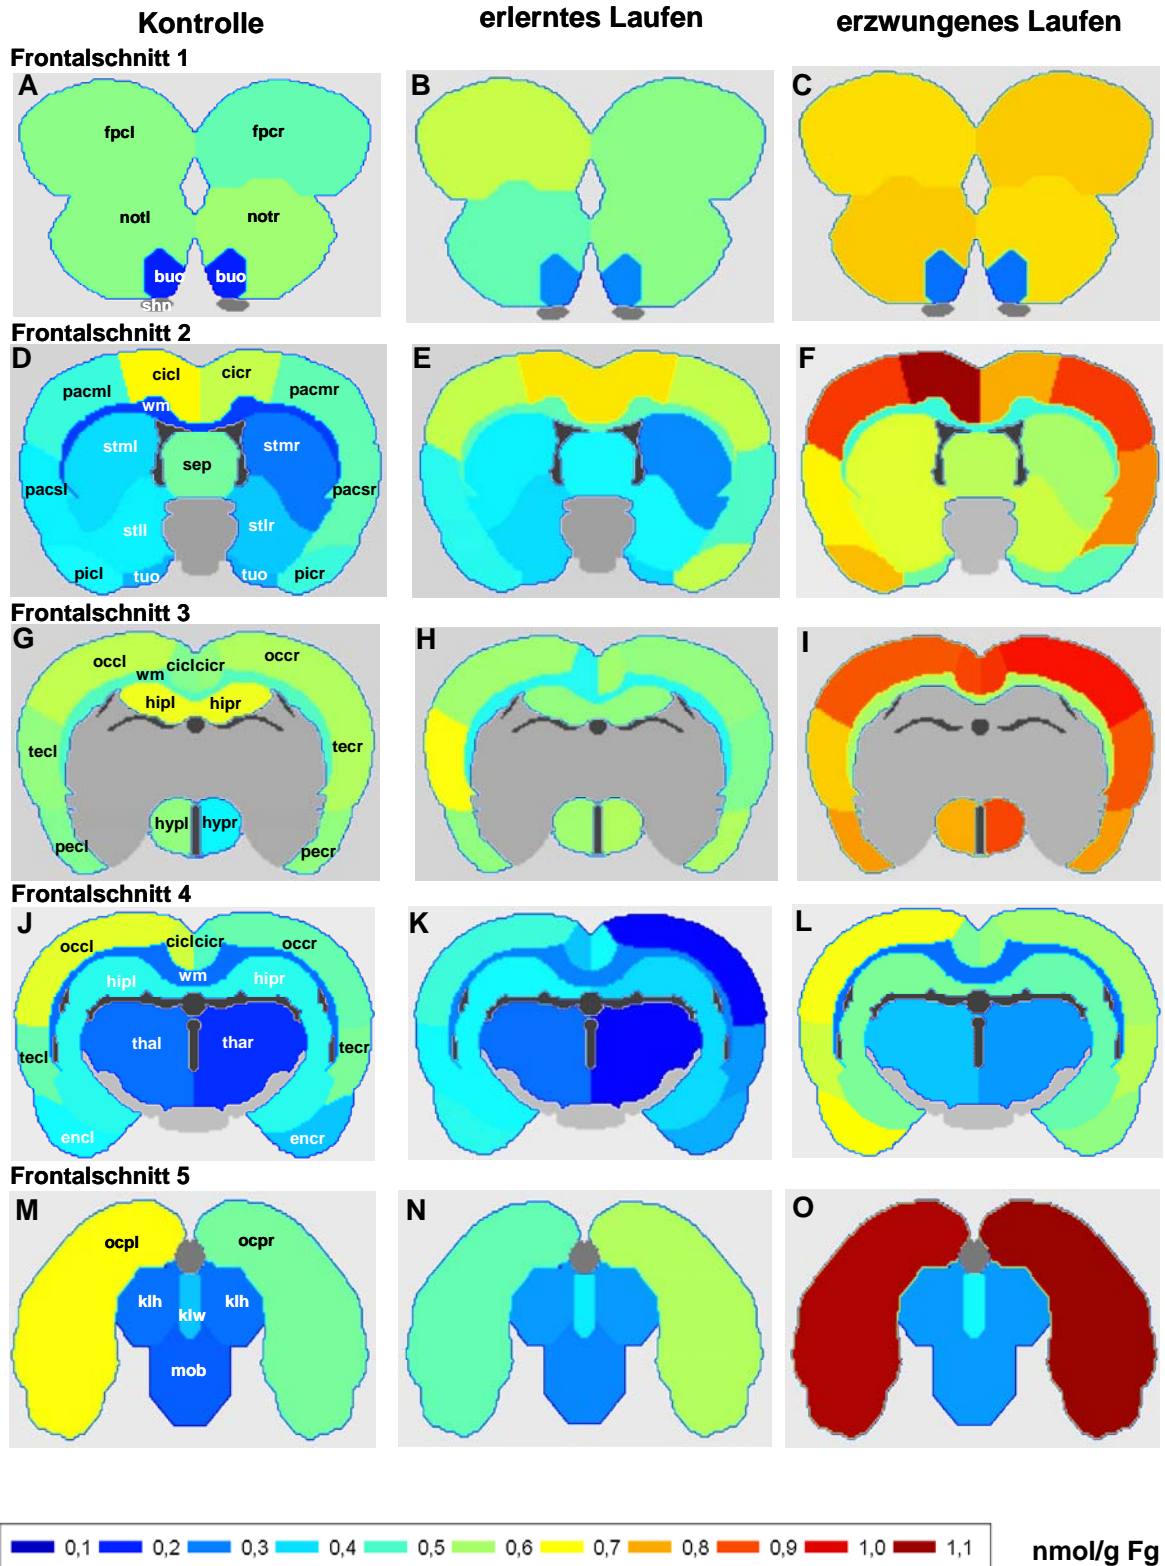 Kontrolle erlerntes Laufen erzwungenes Laufen
Frontalschnitt 1
A B C
fpcl fpcr
notl notr
buo buo
shn
Frontalschnitt 2
D E F
cicl cicr
pacml wm pacmr
stml stmr
sep
pacsl pacsr
stll stlr
picl tuo tuo picr
Frontalschnitt 3
G H I
occl wm cicl cicr occr
hipl hipr
tecl tecr
hypl hypr
pecl pecr
Frontalschnitt 4
J K L
occl cicl cicr occr
hipl wm hipr
thal thar
tecl tecr
encl encr
Frontalschnitt 5
M N O
ocpl ocpr
klh klw klh
mob
0,1 0,2 0,3 0,4 0,5 0,6 0,7 0,8 0,9 1,0 1,1 nmol/g Fg